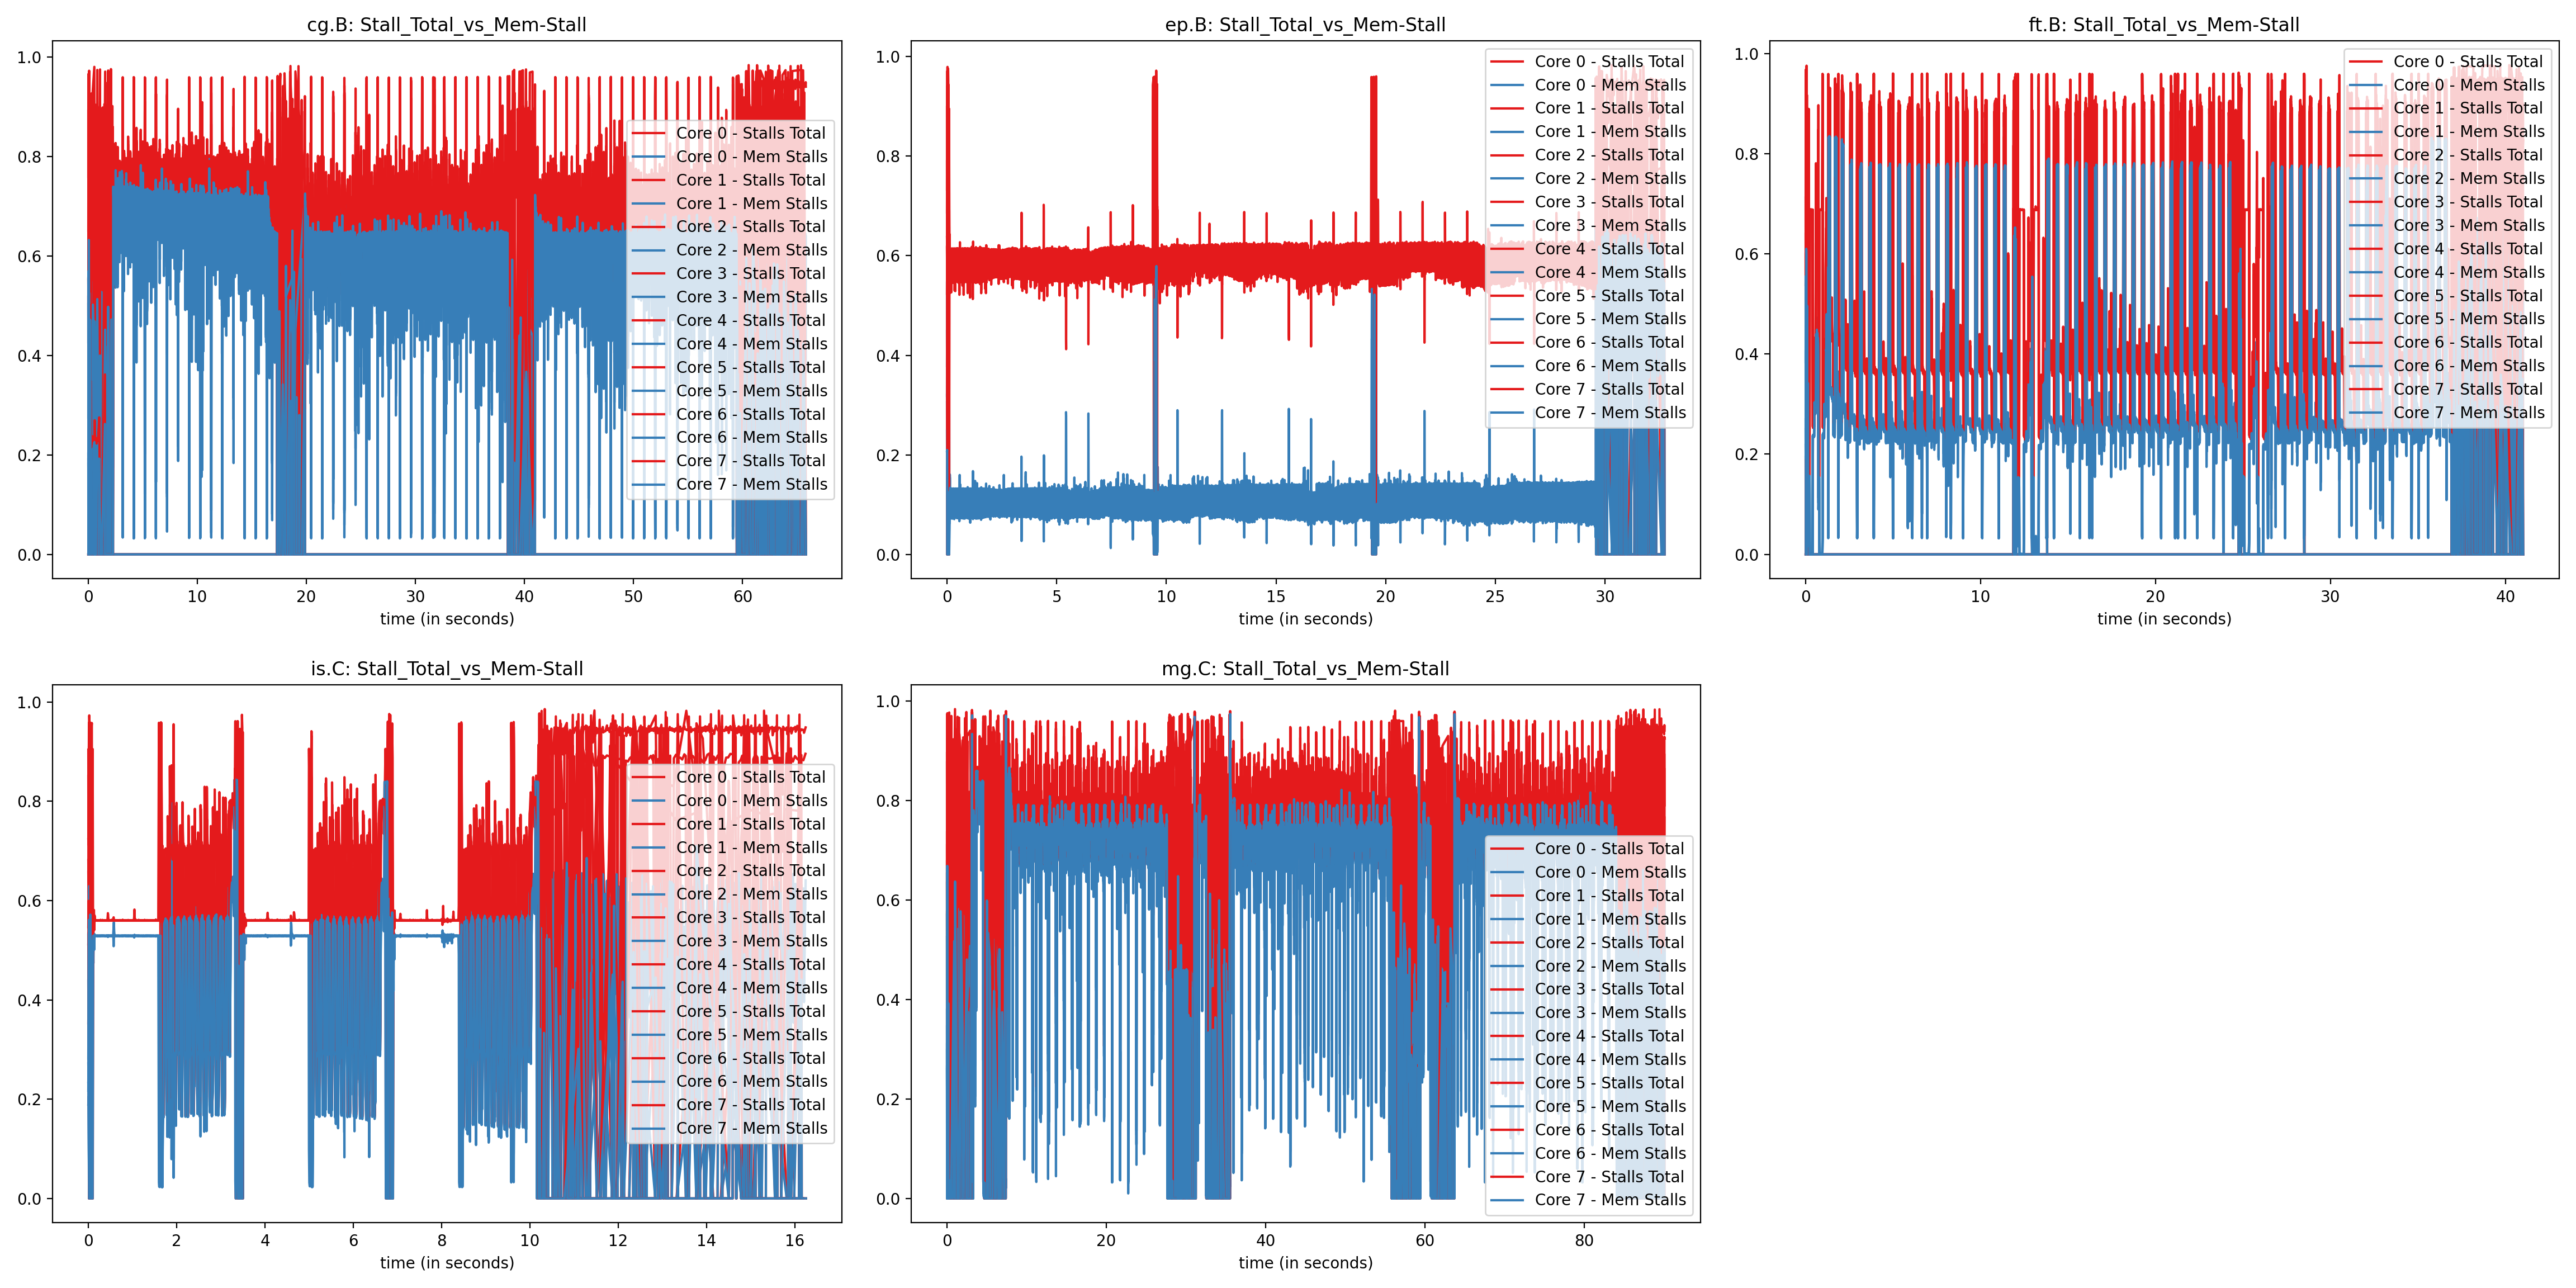 cg.B: Stall_Total_vs_Mem-Stall
1.0
0.8
0.6
0.4
0.2
0.0
0 10 20 30 40 50 60
time (in seconds)
Core 0 - Stalls Total
Core 0 - Mem Stalls
Core 1 - Stalls Total
Core 1 - Mem Stalls
Core 2 - Stalls Total
Core 2 - Mem Stalls
Core 3 - Stalls Total
Core 3 - Mem Stalls
Core 4 - Stalls Total
Core 4 - Mem Stalls
Core 5 - Stalls Total
Core 5 - Mem Stalls
Core 6 - Stalls Total
Core 6 - Mem Stalls
Core 7 - Stalls Total
Core 7 - Mem Stalls
ep.B: Stall_Total_vs_Mem-Stall
1.0
0.8
0.6
0.4
0.2
0.0
0 5 10 15 20 25 30
time (in seconds)
Core 0 - Stalls Total
Core 0 - Mem Stalls
Core 1 - Stalls Total
Core 1 - Mem Stalls
Core 2 - Stalls Total
Core 2 - Mem Stalls
Core 3 - Stalls Total
Core 3 - Mem Stalls
Core 4 - Stalls Total
Core 4 - Mem Stalls
Core 5 - Stalls Total
Core 5 - Mem Stalls
Core 6 - Stalls Total
Core 6 - Mem Stalls
Core 7 - Stalls Total
Core 7 - Mem Stalls
ft.B: Stall_Total_vs_Mem-Stall
1.0
0.8
0.6
0.4
0.2
0.0
0 10 20 30 40
time (in seconds)
Core 0 - Stalls Total
Core 0 - Mem Stalls
Core 1 - Stalls Total
Core 1 - Mem Stalls
Core 2 - Stalls Total
Core 2 - Mem Stalls
Core 3 - Stalls Total
Core 3 - Mem Stalls
Core 4 - Stalls Total
Core 4 - Mem Stalls
Core 5 - Stalls Total
Core 5 - Mem Stalls
Core 6 - Stalls Total
Core 6 - Mem Stalls
Core 7 - Stalls Total
Core 7 - Mem Stalls
is.C: Stall_Total_vs_Mem-Stall
1.0
0.8
0.6
0.4
0.2
0.0
0 2 4 6 8 10 12 14 16
time (in seconds)
Core 0 - Stalls Total
Core 0 - Mem Stalls
Core 1 - Stalls Total
Core 1 - Mem Stalls
Core 2 - Stalls Total
Core 2 - Mem Stalls
Core 3 - Stalls Total
Core 3 - Mem Stalls
Core 4 - Stalls Total
Core 4 - Mem Stalls
Core 5 - Stalls Total
Core 5 - Mem Stalls
Core 6 - Stalls Total
Core 6 - Mem Stalls
Core 7 - Stalls Total
Core 7 - Mem Stalls
mg.C: Stall_Total_vs_Mem-Stall
1.0
0.8
0.6
0.4
0.2
0.0
0 20 40 60 80
time (in seconds)
Core 0 - Stalls Total
Core 0 - Mem Stalls
Core 1 - Stalls Total
Core 1 - Mem Stalls
Core 2 - Stalls Total
Core 2 - Mem Stalls
Core 3 - Stalls Total
Core 3 - Mem Stalls
Core 4 - Stalls Total
Core 4 - Mem Stalls
Core 5 - Stalls Total
Core 5 - Mem Stalls
Core 6 - Stalls Total
Core 6 - Mem Stalls
Core 7 - Stalls Total
Core 7 - Mem Stalls